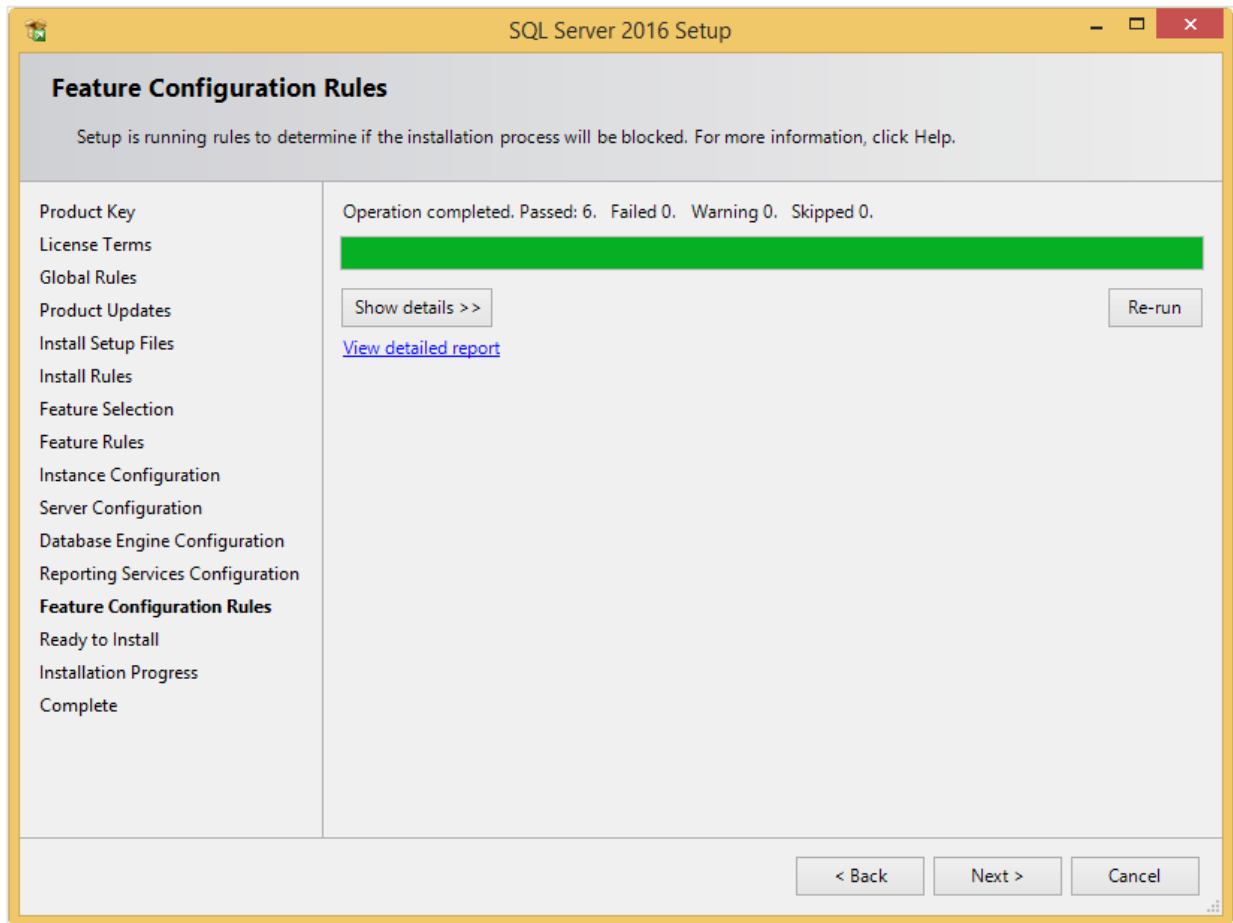 SQL Server 2016 Setup
Feature Configuration Rules
Setup is running rules to determine if the installation process will be blocked. For more information, click Help.
Product Key
License Terms
Global Rules
Product Updates
Install Setup Files
Install Rules
Feature Selection
Feature Rules
Instance Configuration
Server Configuration
Database Engine Configuration
Reporting Services Configuration
Feature Configuration Rules
Ready to Install
Installation Progress
Complete
Operation completed. Passed: 6. Failed 0. Warning 0. Skipped 0.
Show details >>
Re-run
View detailed report
< Back
Next >
Cancel